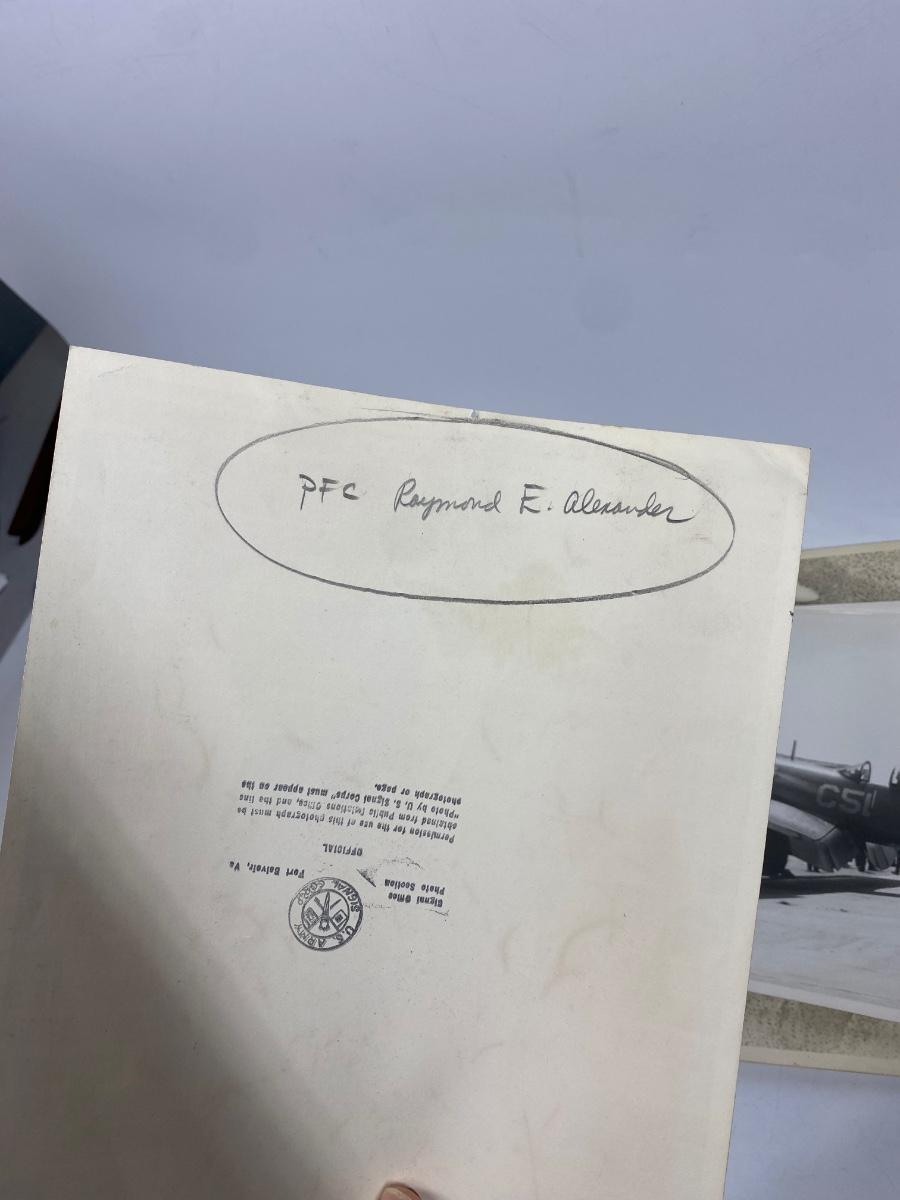 PFC Raymond E. Alexander
U.S. ARMY
SIGNAL CORPS
Signal Office
Photo Section
Fort Belvoir, Va.
OFFICIAL
Permission for the use of this photograph must be
obtained from Public Relations Office, and the line
"Photo by U. S. Signal Corps" must appear on the
photograph or page.
C51